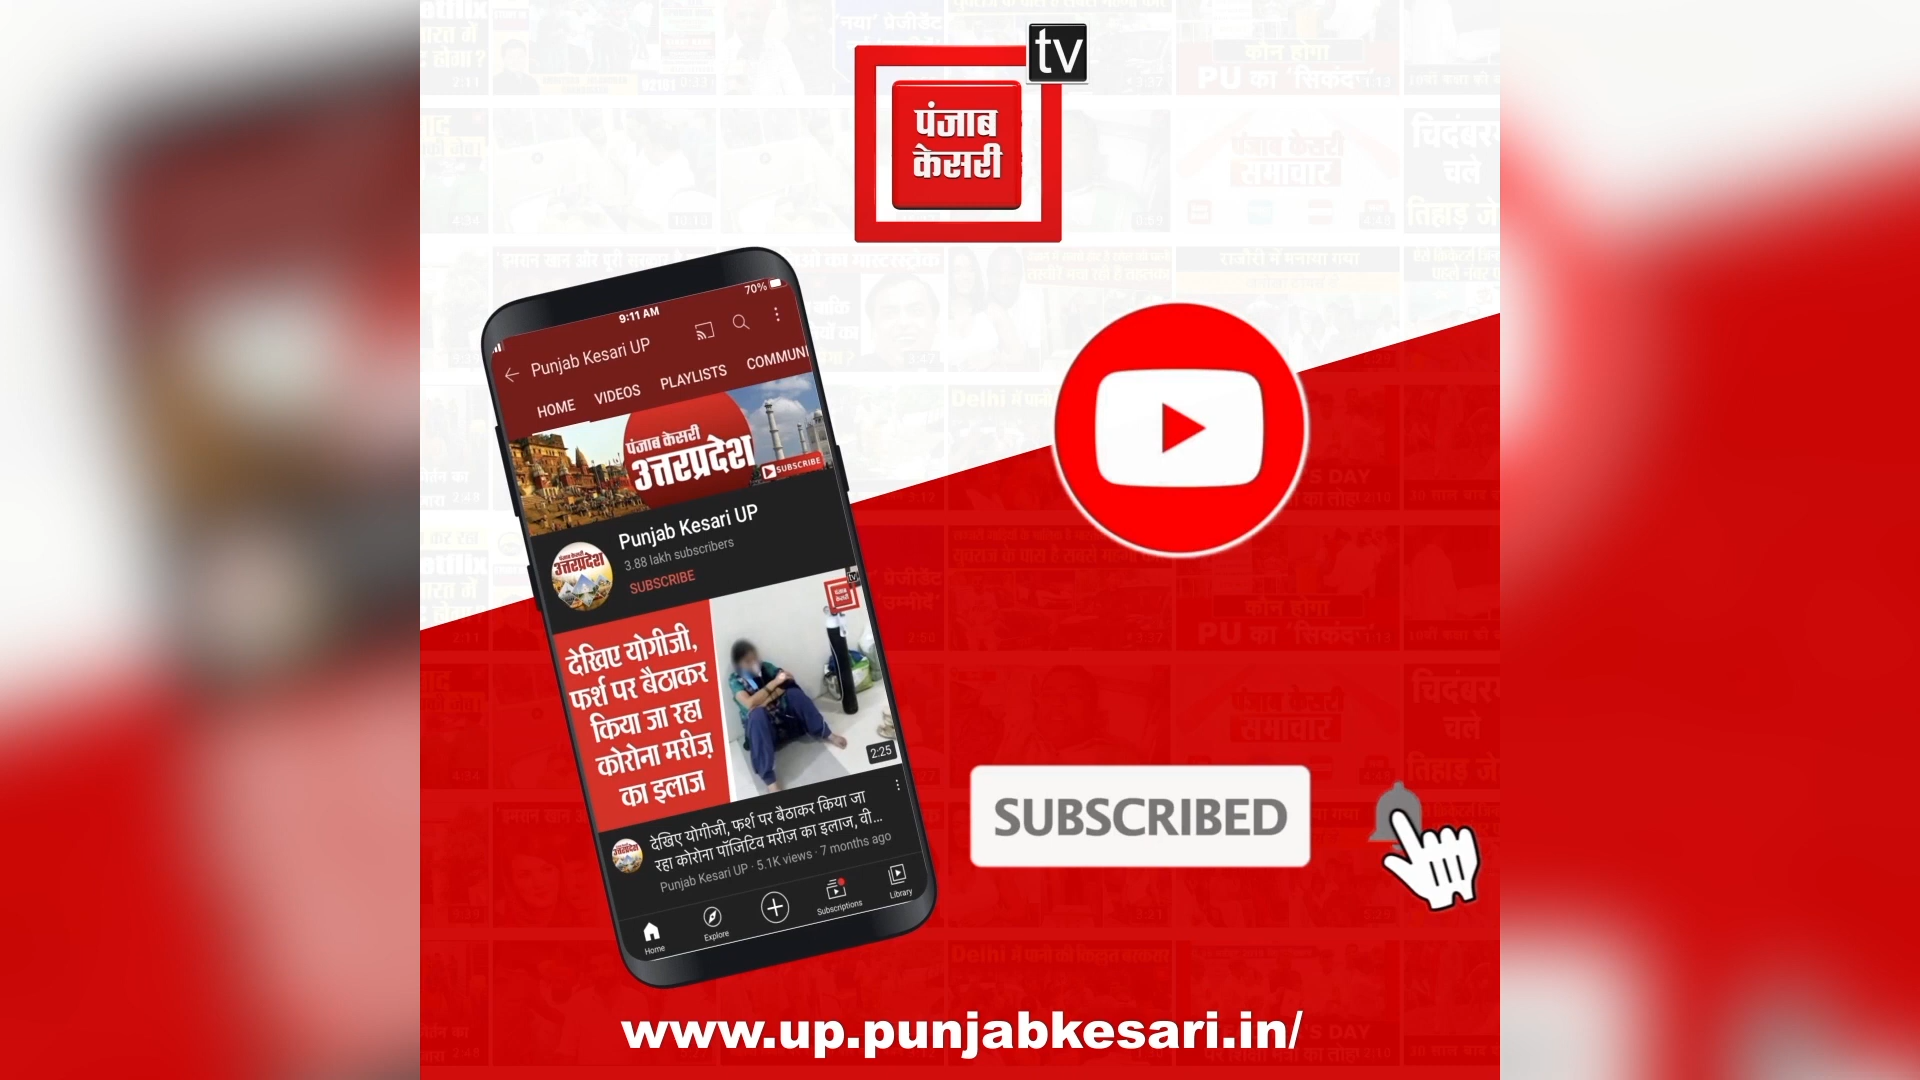 tv
पंजाब
केसरी
9:11 AM
70%
Punjab Kesari UP
HOME VIDEOS PLAYLISTS COMMUNI
पंजाब केसरी
उत्तरप्रदेश
SUBSCRIBE
Punjab Kesari UP
3.88 lakh subscribers
SUBSCRIBE
देखिए योगीजी,
फर्श पर बैठाकर
किया जा रहा
कोरोना मरीज़
का इलाज
2:25
देखिए योगीजी, फर्श पर बैठाकर किया जा
रहा कोरोना पॉजिटिव मरीज़ का इलाज, वी...
Punjab Kesari UP · 5.1K views · 7 months ago
Home Explore Subscriptions Library
SUBSCRIBED
www.up.punjabkesari.in/